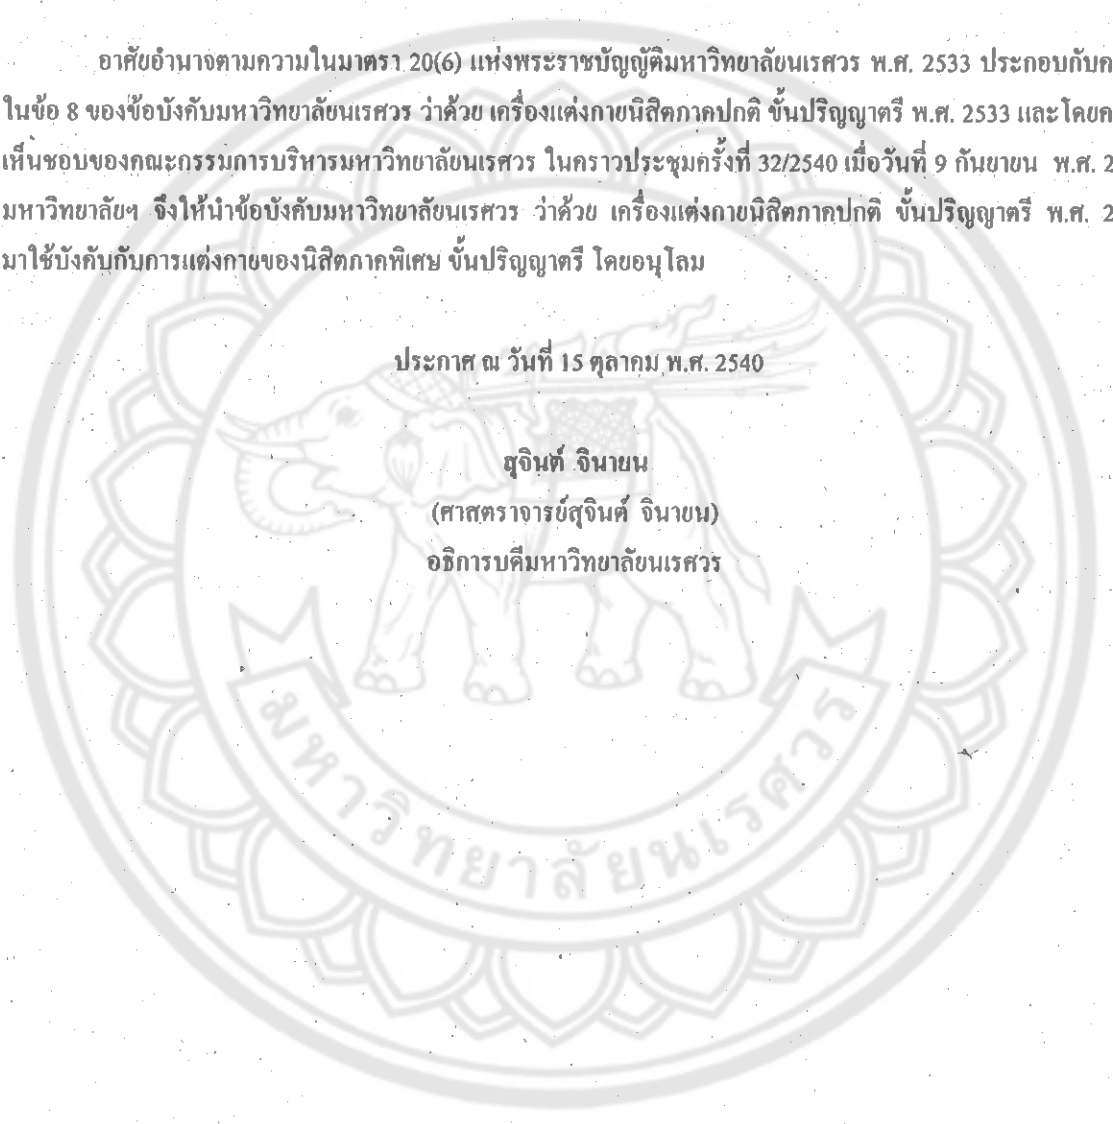 อาศัยอำนาจตามความในมาตรา 20(6) แห่งพระราชบัญญัติมหาวิทยาลัยนเรศวร พ.ศ. 2533 ประกอบกับค
ในข้อ 8 ของข้อบังคับมหาวิทยาลัยนเรศวร ว่าด้วย เครื่องแต่งกายนิสิตภาคปกติ ขั้นปริญญาตรี พ.ศ. 2533 และโดยค
เห็นชอบของคณะกรรมการบริหารมหาวิทยาลัยนเรศวร ในคราวประชุมครั้งที่ 32/2540 เมื่อวันที่ 9 กันยายน พ.ศ. 2
มหาวิทยาลัยฯ จึงให้นำข้อบังคับมหาวิทยาลัยนเรศวร ว่าด้วย เครื่องแต่งกายนิสิตภาคปกติ ขั้นปริญญาตรี พ.ศ. 2
มาใช้บังคับกับการแต่งกายของนิสิตภาคพิเศษ ขั้นปริญญาตรี โดยอนุโลม
ประกาศ ณ วันที่ 15 ตุลาคม พ.ศ. 2540
สุจินต์ จินายน
(ศาสตราจารย์สุจินต์ จินายน)
อธิการบดีมหาวิทยาลัยนเรศวร
มหาวิทยาลัยนเรศวร